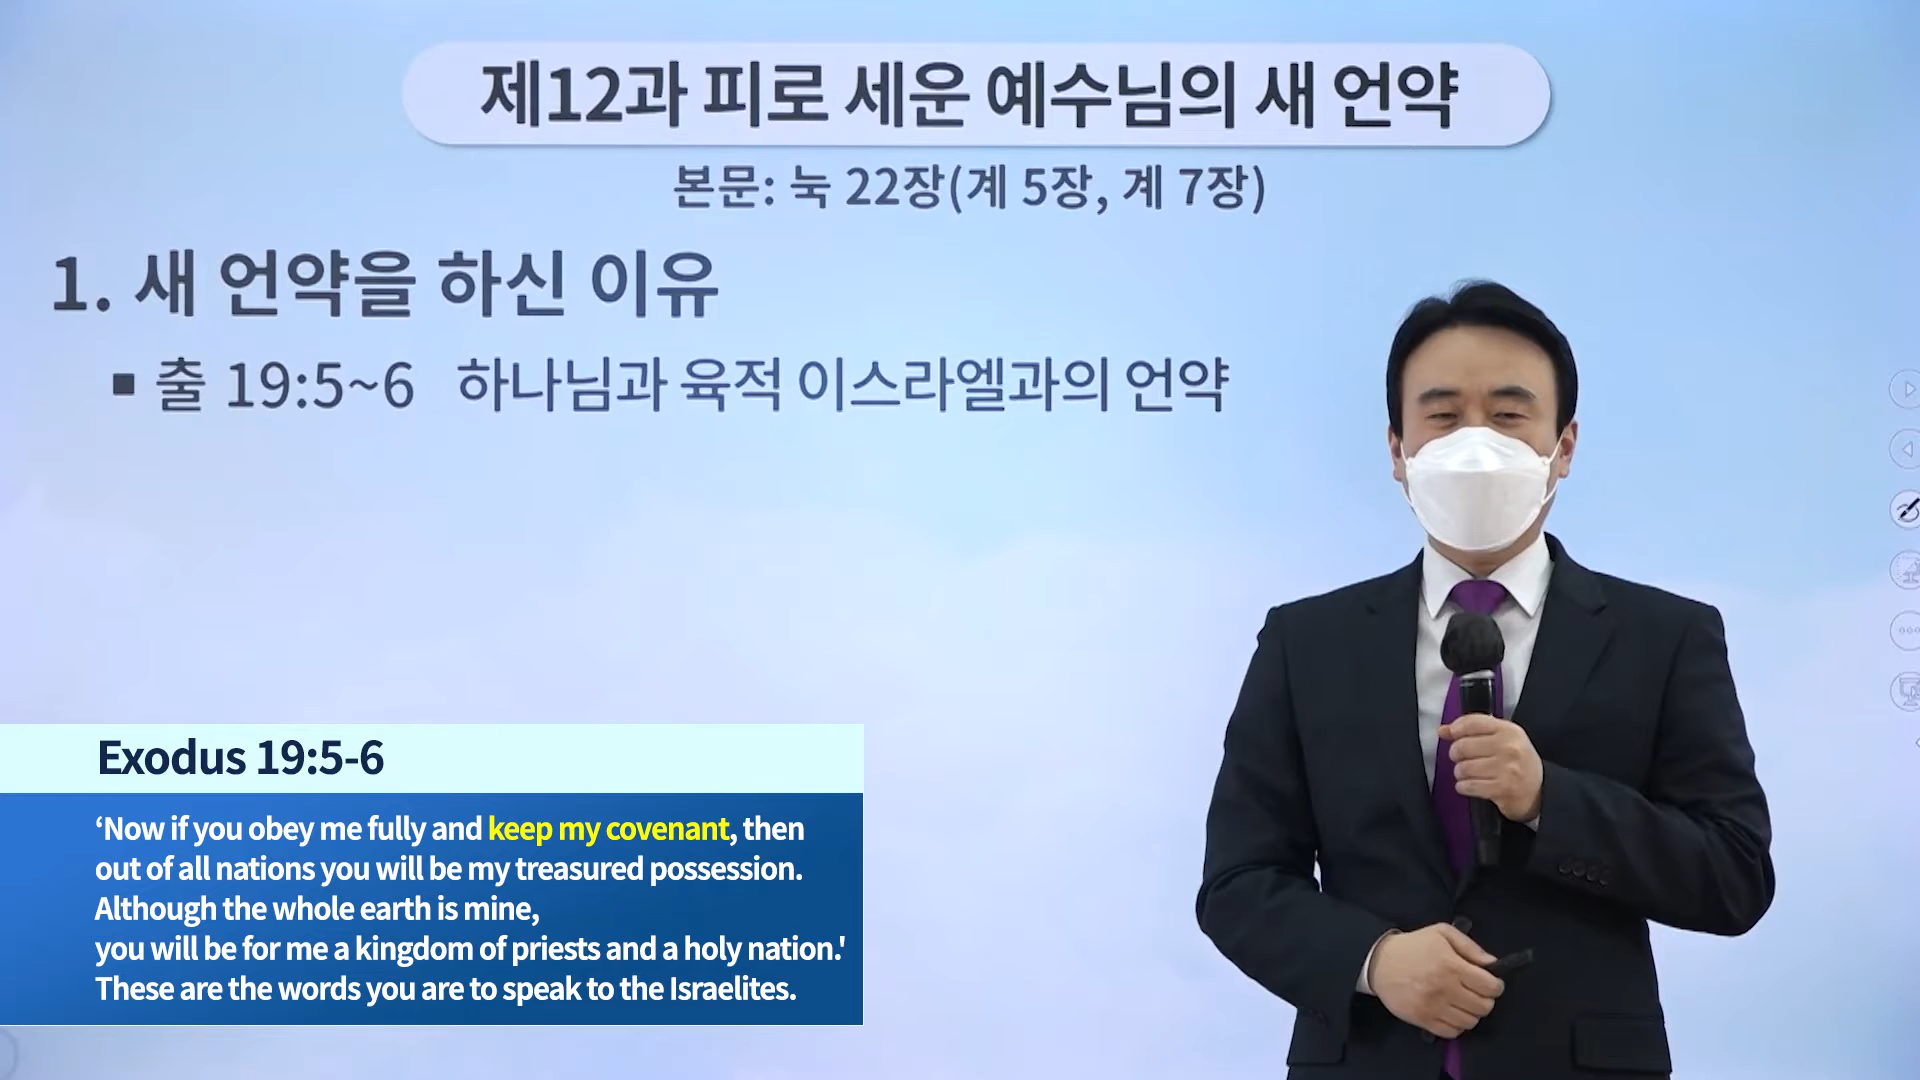 제12과 피로 세운 예수님의 새 언약
본문: 눅 22장(계 5장, 계 7장)
1. 새 언약을 하신 이유
▪ 출 19:5~6 하나님과 육적 이스라엘과의 언약
Exodus 19:5-6
‘Now if you obey me fully and keep my covenant, then
out of all nations you will be my treasured possession.
Although the whole earth is mine,
you will be for me a kingdom of priests and a holy nation.'
These are the words you are to speak to the Israelites.